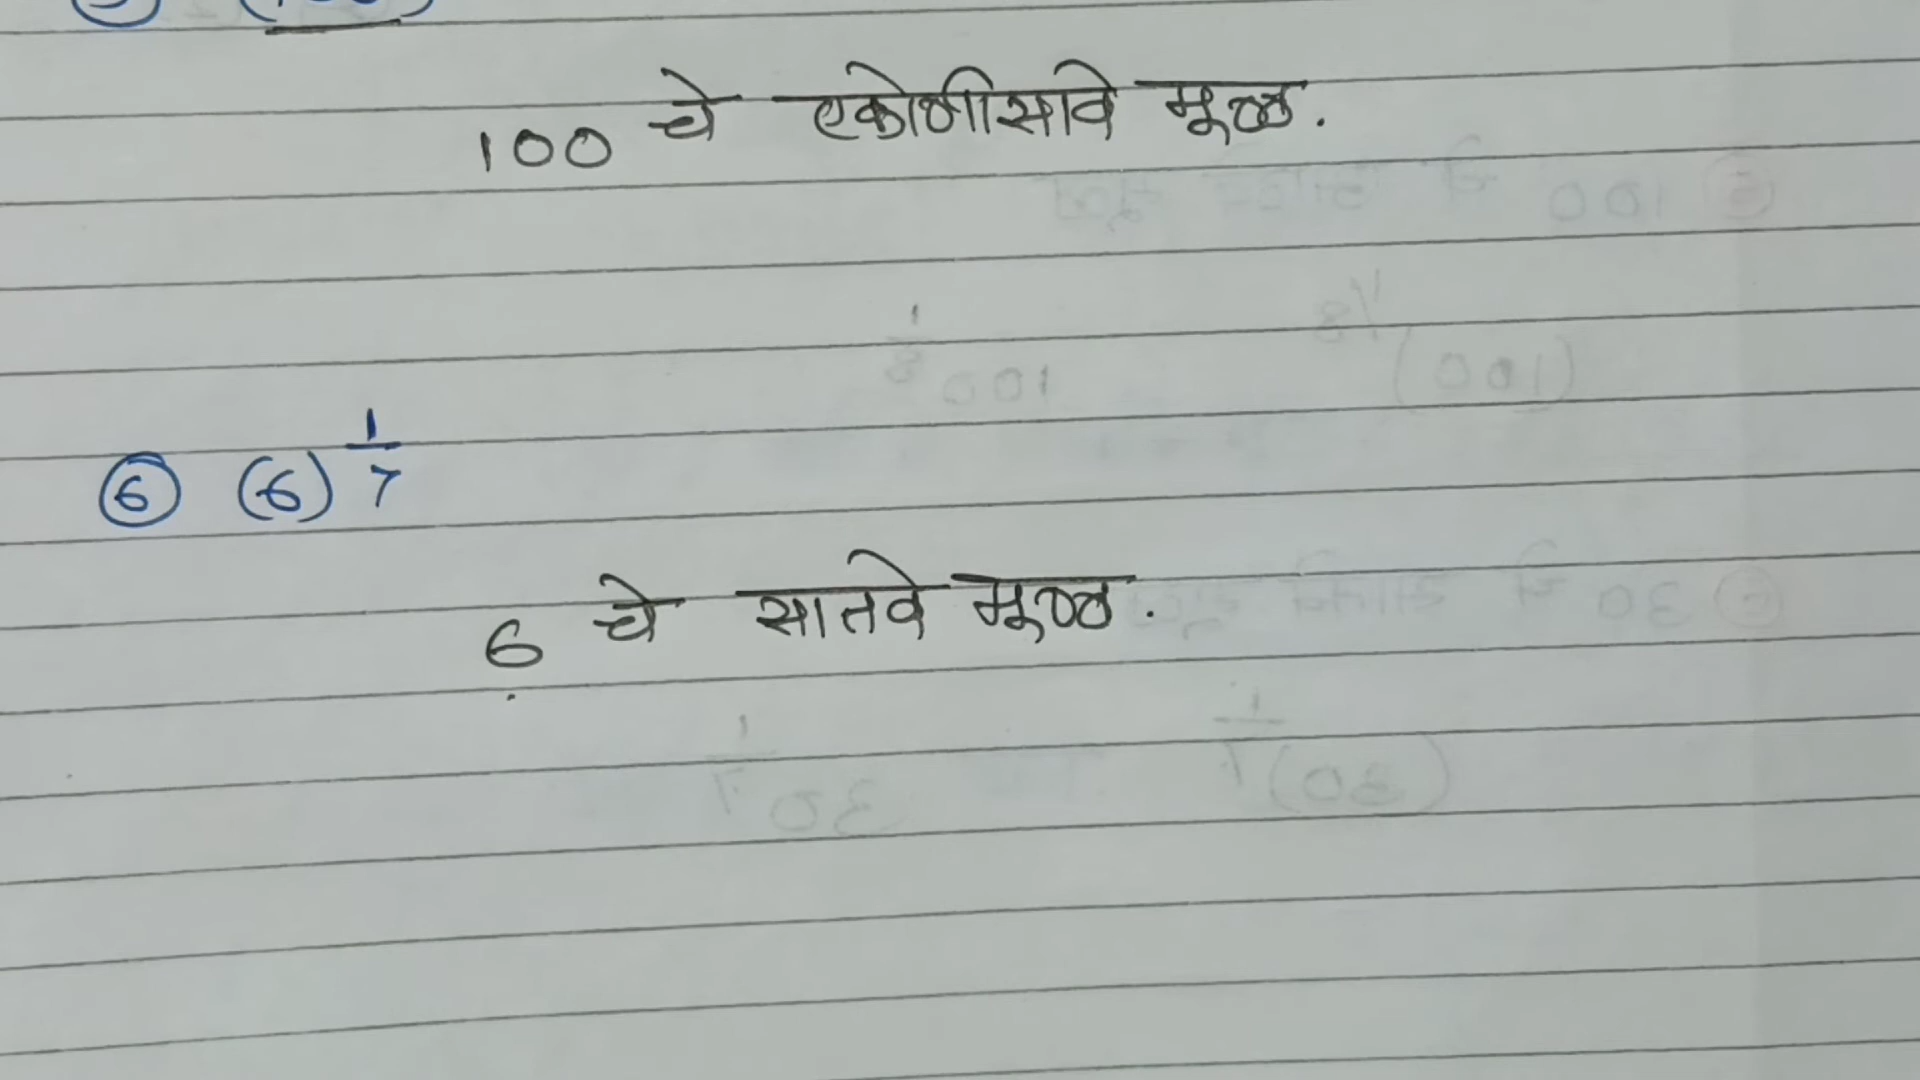 100 चे एकोणीसावे मूळ.
⑥ (6)^{1/7}
6 चे सातवे मूळ.